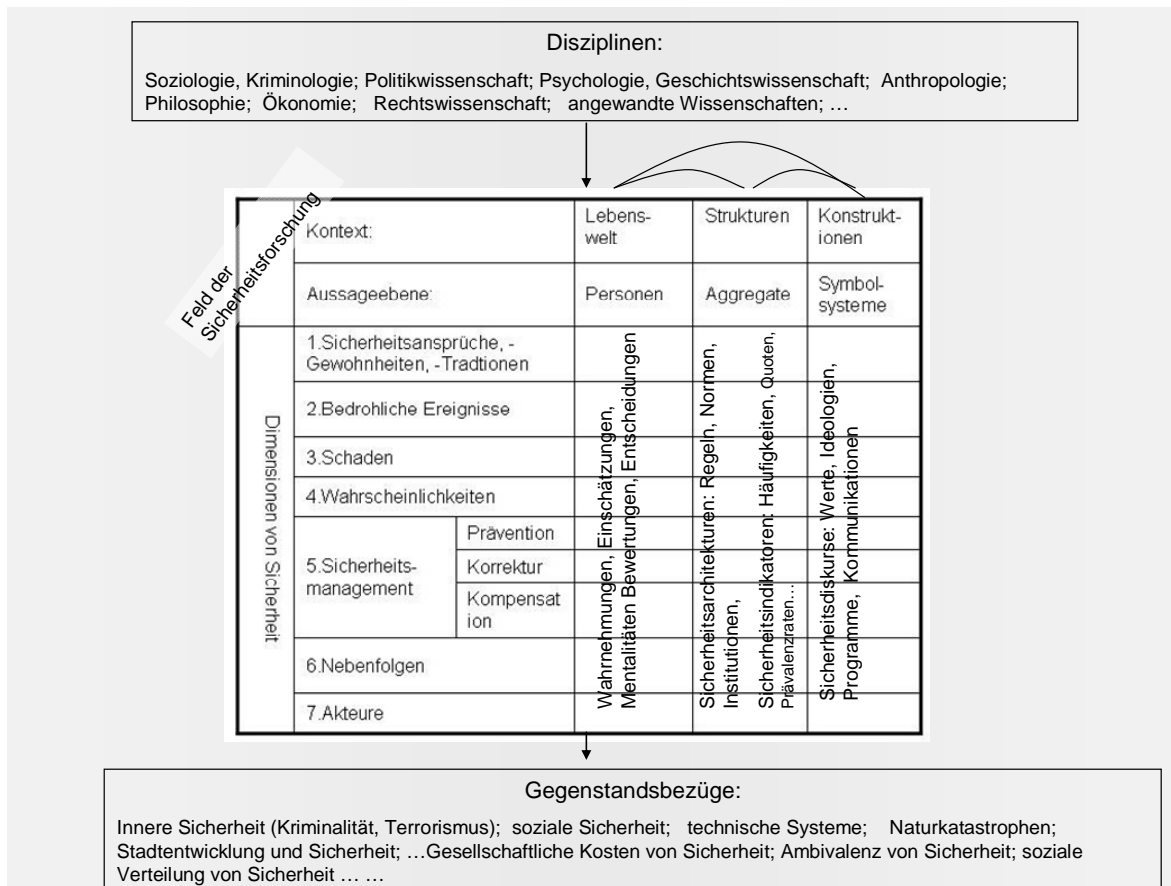 Disziplinen:
Soziologie, Kriminologie; Politikwissenschaft; Psychologie, Geschichtswissenschaft; Anthropologie;
Philosophie; Ökonomie; Rechtswissenschaft; angewandte Wissenschaften; …
Feld der
Sicherheitsforschung
Kontext:
Lebens-
welt
Strukturen
Konstrukt-
ionen
Aussageebene:
Personen
Aggregate
Symbol-
systeme
Dimensionen von Sicherheit
1.Sicherheitsansprüche, -
Gewohnheiten, -Tradtionen
2.Bedrohliche Ereignisse
3.Schaden
4.Wahrscheinlichkeiten
5.Sicherheits-
management
Prävention
Korrektur
Kompensat
ion
6.Nebenfolgen
7.Akteure
Wahrnehmungen, Einschätzungen,
Mentalitäten Bewertungen, Entscheidungen
Sicherheitsarchitekturen: Regeln, Normen,
Institutionen,
Sicherheitsindikatoren: Häufigkeiten, Quoten,
Prävalenzraten…
Sicherheitsdiskurse: Werte, Ideologien,
Programme, Kommunikationen
Gegenstandsbezüge:
Innere Sicherheit (Kriminalität, Terrorismus); soziale Sicherheit; technische Systeme; Naturkatastrophen;
Stadtentwicklung und Sicherheit; …Gesellschaftliche Kosten von Sicherheit; Ambivalenz von Sicherheit; soziale
Verteilung von Sicherheit … …